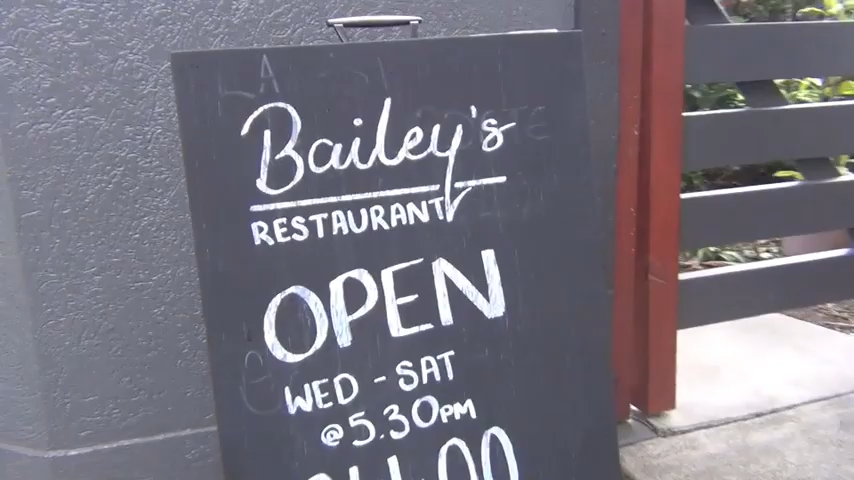 Bailey's
RESTAURANT
OPEN
WED - SAT
@5.30PM